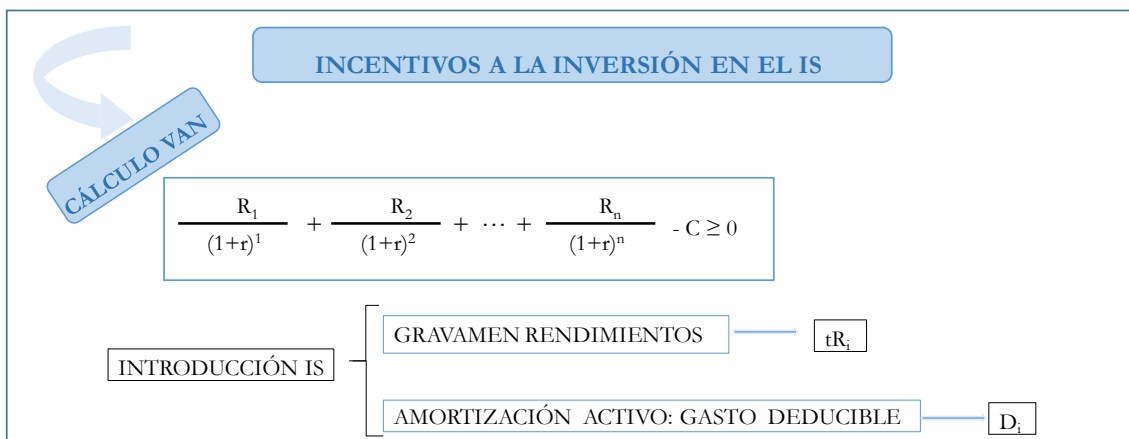 INCENTIVOS A LA INVERSIÓN EN EL IS
CÁLCULO VAN
R₁ R₂ Rₙ
+ + ⋯ + - C ≥ 0
(1+r)¹ (1+r)² (1+r)ⁿ
GRAVAMEN RENDIMIENTOS tRᵢ
INTRODUCCIÓN IS
AMORTIZACIÓN ACTIVO: GASTO DEDUCIBLE Dᵢ